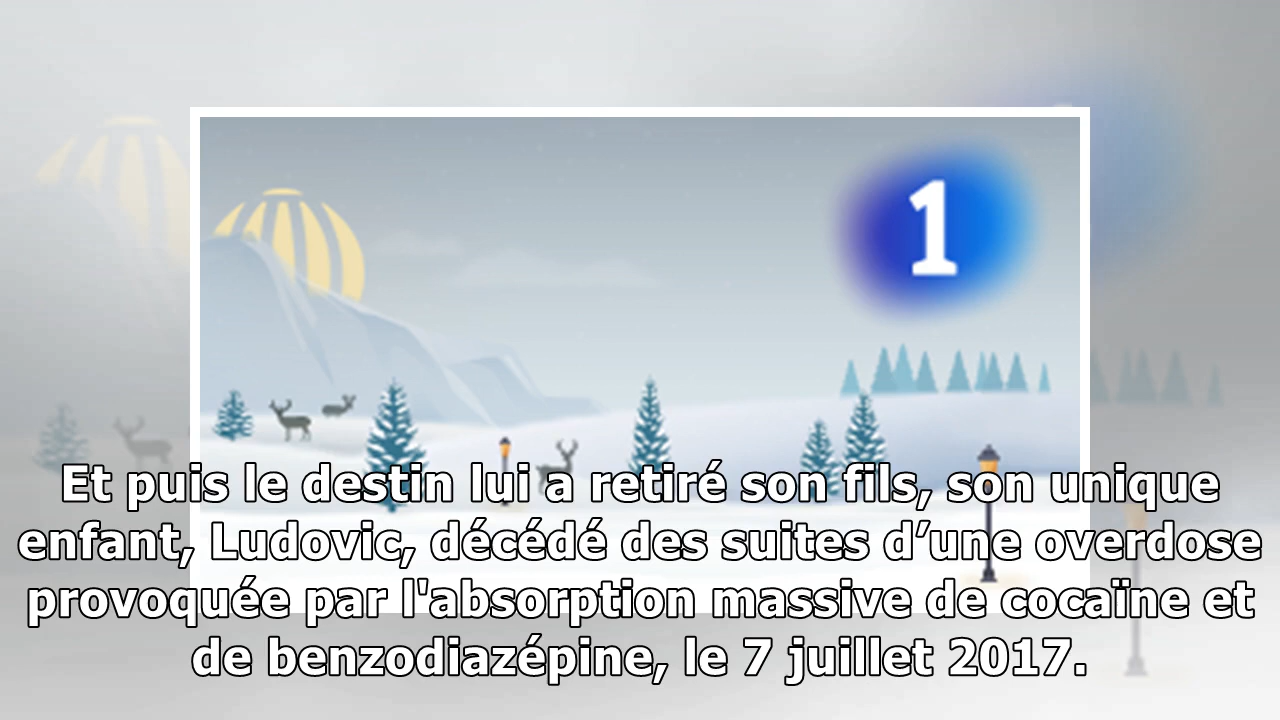 1
Et puis le destin lui a retiré son fils, son unique
enfant, Ludovic, décédé des suites d’une overdose
provoquée par l'absorption massive de cocaïne et
de benzodiazépine, le 7 juillet 2017.